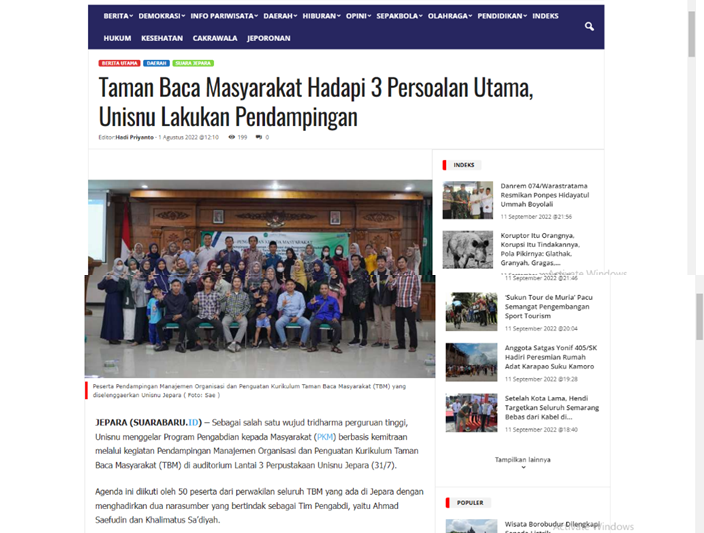 BERITA DEMOKRASI INFO PARIWISATA DAERAH HIBURAN OPINI SEPAKBOLA OLAHRAGA PENDIDIKAN INDEKS
HUKUM KESEHATAN CAKRAWALA JEPORONAN
BERITA UTAMA DAERAH SUARA JEPARA
Taman Baca Masyarakat Hadapi 3 Persoalan Utama,
Unisnu Lakukan Pendampingan
Editor:Hadi Priyanto - 1 Agustus 2022 @12:10 199 0
Peserta Pendampingan Manajemen Organisasi dan Penguatan Kurikulum Taman Baca Masyarakat (TBM) yang
diselenggaerkan Unisnu Jepara ( Foto: Sae )
JEPARA (SUARABARU.ID) – Sebagai salah satu wujud tridharma perguruan tinggi,
Unisnu menggelar Program Pengabdian kepada Masyarakat (PKM) berbasis kemitraan
melalui kegiatan Pendampingan Manajemen Organisasi dan Penguatan Kurikulum Taman
Baca Masyarakat (TBM) di auditorium Lantai 3 Perpustakaan Unisnu Jepara (31/7).
Agenda ini diikuti oleh 50 peserta dari perwakilan seluruh TBM yang ada di Jepara dengan
menghadirkan dua narasumber yang bertindak sebagai Tim Pengabdi, yaitu Ahmad
Saefudin dan Khalimatus Sa'diyah.
INDEKS
Danrem 074/Warastratama
Resmikan Ponpes Hidayatul
Ummah Boyolali
11 September 2022 @21:56
Koruptor Itu Orangnya,
Korupsi Itu Tindakannya,
Pola Pikirnya: Glathak,
Granyah, Gragas,...
11 September 2022 @21:46
'Sukun Tour de Muria' Pacu
Semangat Pengembangan
Sport Tourism
11 September 2022 @20:04
Anggota Satgas Yonif 405/SK
Hadiri Peresmian Rumah
Adat Karapao Suku Kamoro
11 September 2022 @19:28
Setelah Kota Lama, Hendi
Targetkan Seluruh Semarang
Bebas dari Kabel di...
11 September 2022 @18:40
Tampilkan lainnya
POPULER
Wisata Borobudur Dilengkapi
Activate Windows